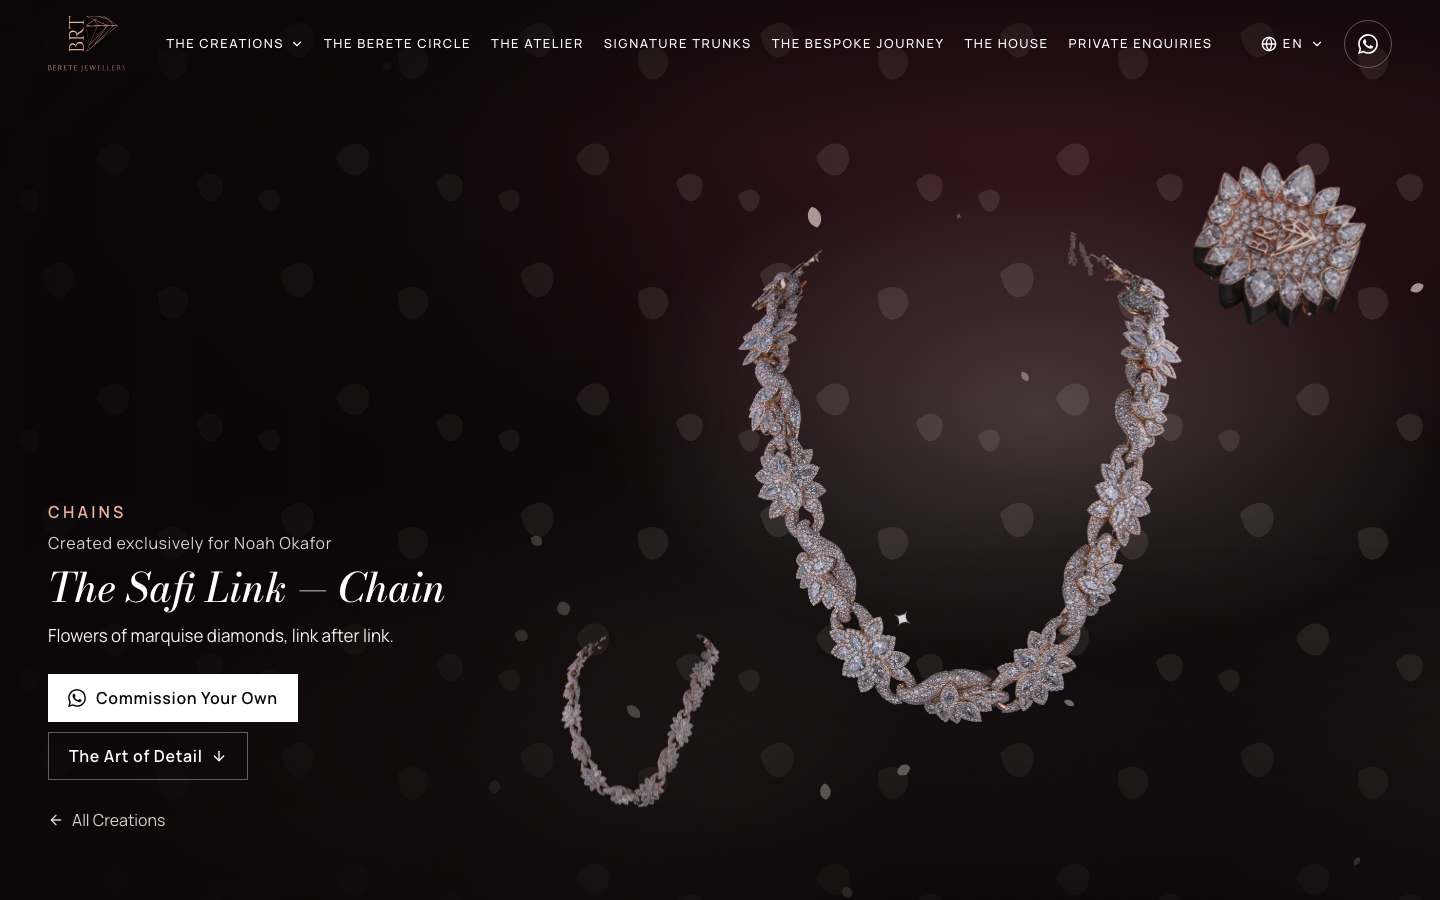 BRT
BERETE JEWELLERS
THE CREATIONS
THE BERETE CIRCLE
THE ATELIER
SIGNATURE TRUNKS
THE BESPOKE JOURNEY
THE HOUSE
PRIVATE ENQUIRIES
EN
BRT
CHAINS
Created exclusively for Noah Okafor
The Safi Link — Chain
Flowers of marquise diamonds, link after link.
Commission Your Own
The Art of Detail
All Creations